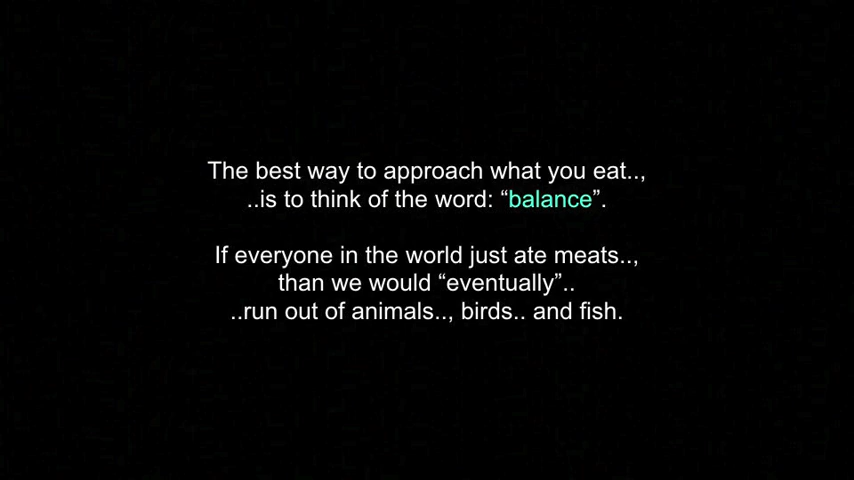 The best way to approach what you eat..,
..is to think of the word: “balance”.
If everyone in the world just ate meats..,
than we would “eventually”..
..run out of animals.., birds.. and fish.